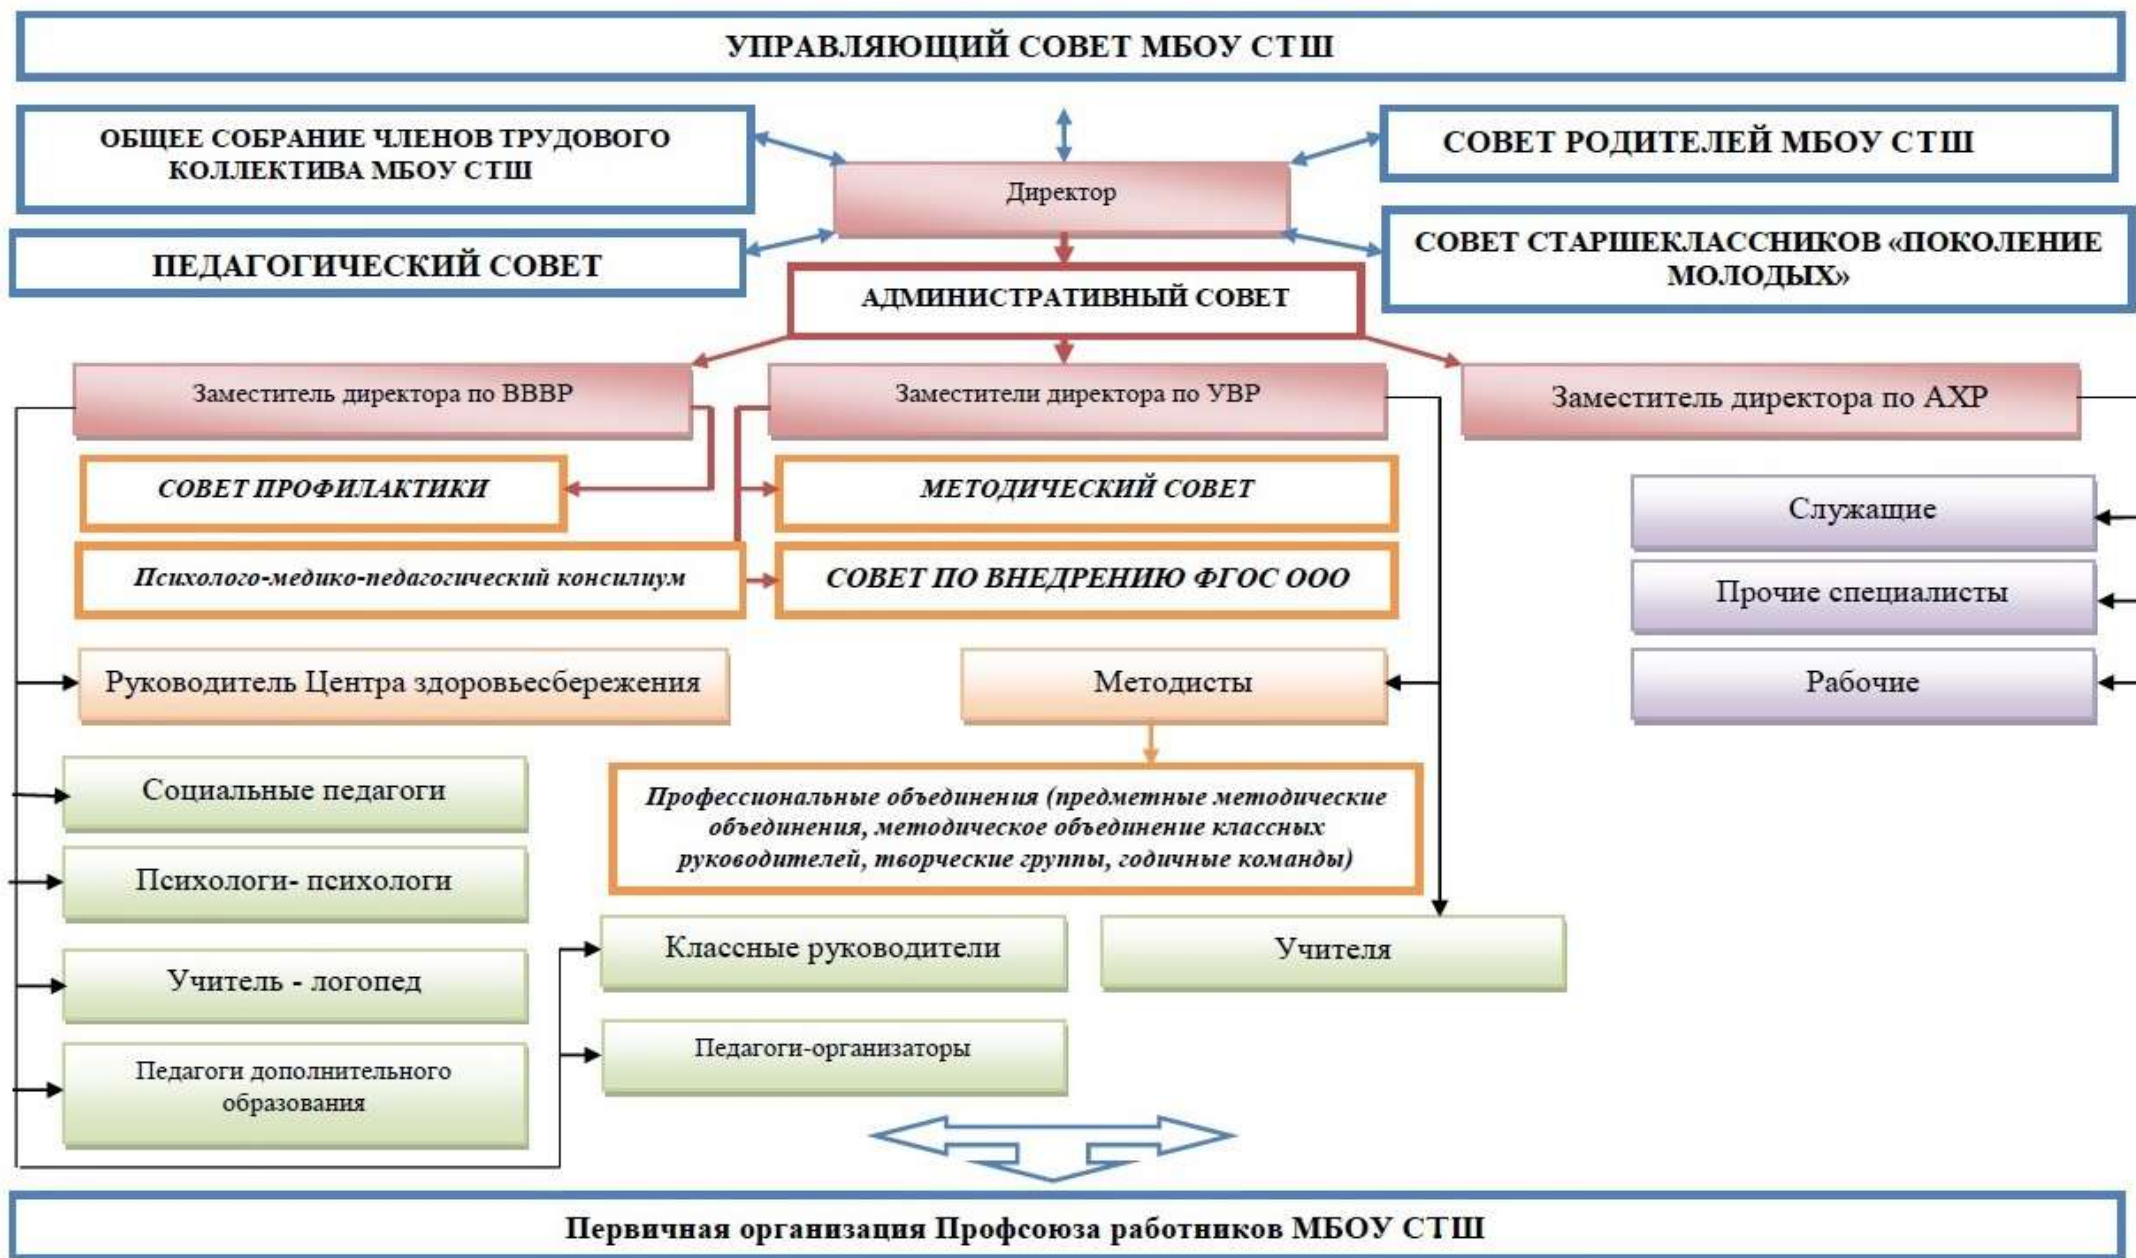 УПРАВЛЯЮЩИЙ СОВЕТ МБОУ СТШ
ОБЩЕЕ СОБРАНИЕ ЧЛЕНОВ ТРУДОВОГО
КОЛЛЕКТИВА МБОУ СТШ
СОВЕТ РОДИТЕЛЕЙ МБОУ СТШ
Директор
ПЕДАГОГИЧЕСКИЙ СОВЕТ
СОВЕТ СТАРШЕКЛАССНИКОВ «ПОКОЛЕНИЕ
МОЛОДЫХ»
АДМИНИСТРАТИВНЫЙ СОВЕТ
Заместитель директора по ВВВР
Заместители директора по УВР
Заместитель директора по АХР
СОВЕТ ПРОФИЛАКТИКИ
МЕТОДИЧЕСКИЙ СОВЕТ
Служащие
Психолого-медико-педагогический консилиум
СОВЕТ ПО ВНЕДРЕНИЮ ФГОС ООО
Прочие специалисты
Руководитель Центра здоровьесбережения
Методисты
Рабочие
Социальные педагоги
Профессиональные объединения (предметные методические
объединения, методическое объединение классных
руководителей, творческие группы, годичные команды)
Психологи- психологи
Классные руководители
Учителя
Учитель - логопед
Педагоги-организаторы
Педагоги дополнительного
образования
Первичная организация Профсоюза работников МБОУ СТШ